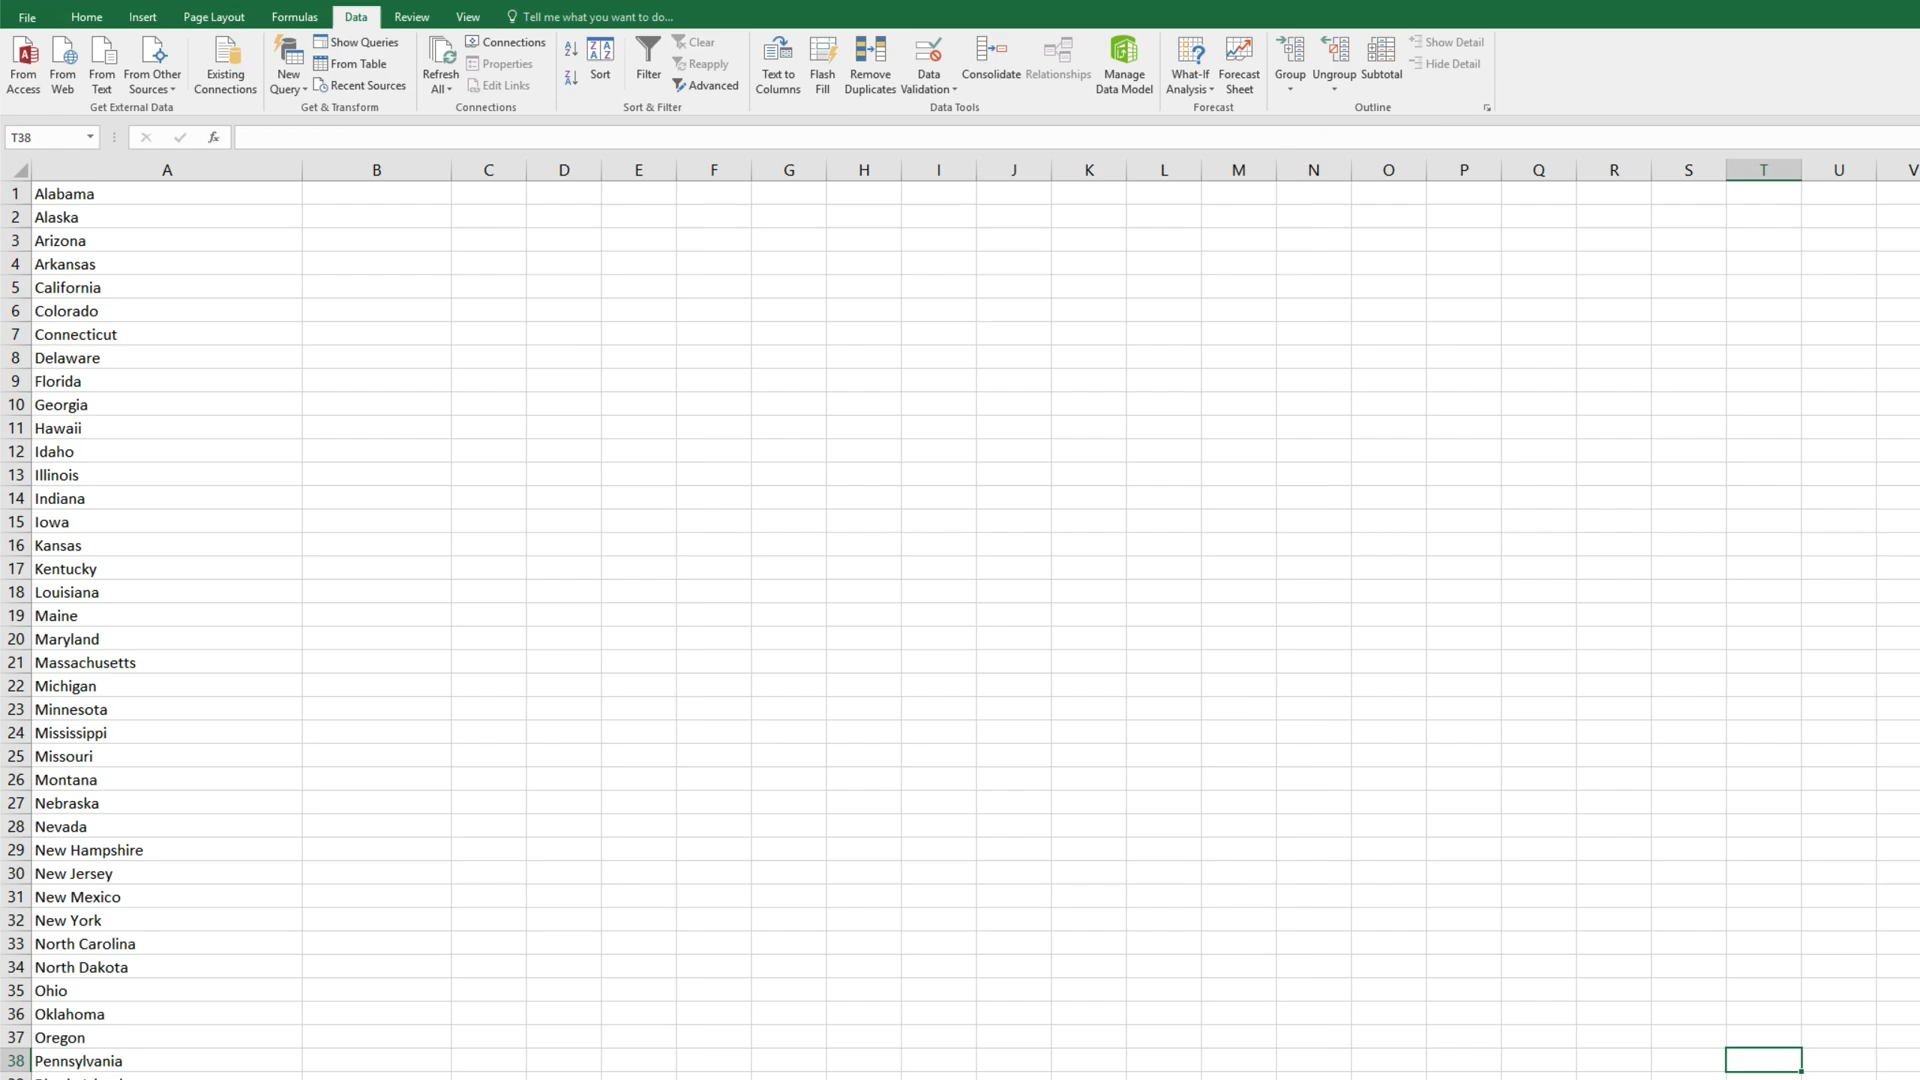 File Home Insert Page Layout Formulas Data Review View Tell me what you want to do...
From Access
From Web
From Text
From Other Sources
Existing Connections
Get External Data
New Query
Show Queries
From Table
Recent Sources
Get & Transform
Refresh All
Connections
Properties
Edit Links
Connections
Sort
Filter
Clear
Reapply
Advanced
Sort & Filter
Text to Columns
Flash Fill
Remove Duplicates
Data Validation
Consolidate
Relationships
Manage Data Model
Data Tools
What-If Analysis
Forecast Sheet
Forecast
Group
Ungroup
Subtotal
Show Detail
Hide Detail
Outline
T38 fx
A B C D E F G H I J K L M N O P Q R S T U V
1 Alabama
2 Alaska
3 Arizona
4 Arkansas
5 California
6 Colorado
7 Connecticut
8 Delaware
9 Florida
10 Georgia
11 Hawaii
12 Idaho
13 Illinois
14 Indiana
15 Iowa
16 Kansas
17 Kentucky
18 Louisiana
19 Maine
20 Maryland
21 Massachusetts
22 Michigan
23 Minnesota
24 Mississippi
25 Missouri
26 Montana
27 Nebraska
28 Nevada
29 New Hampshire
30 New Jersey
31 New Mexico
32 New York
33 North Carolina
34 North Dakota
35 Ohio
36 Oklahoma
37 Oregon
38 Pennsylvania